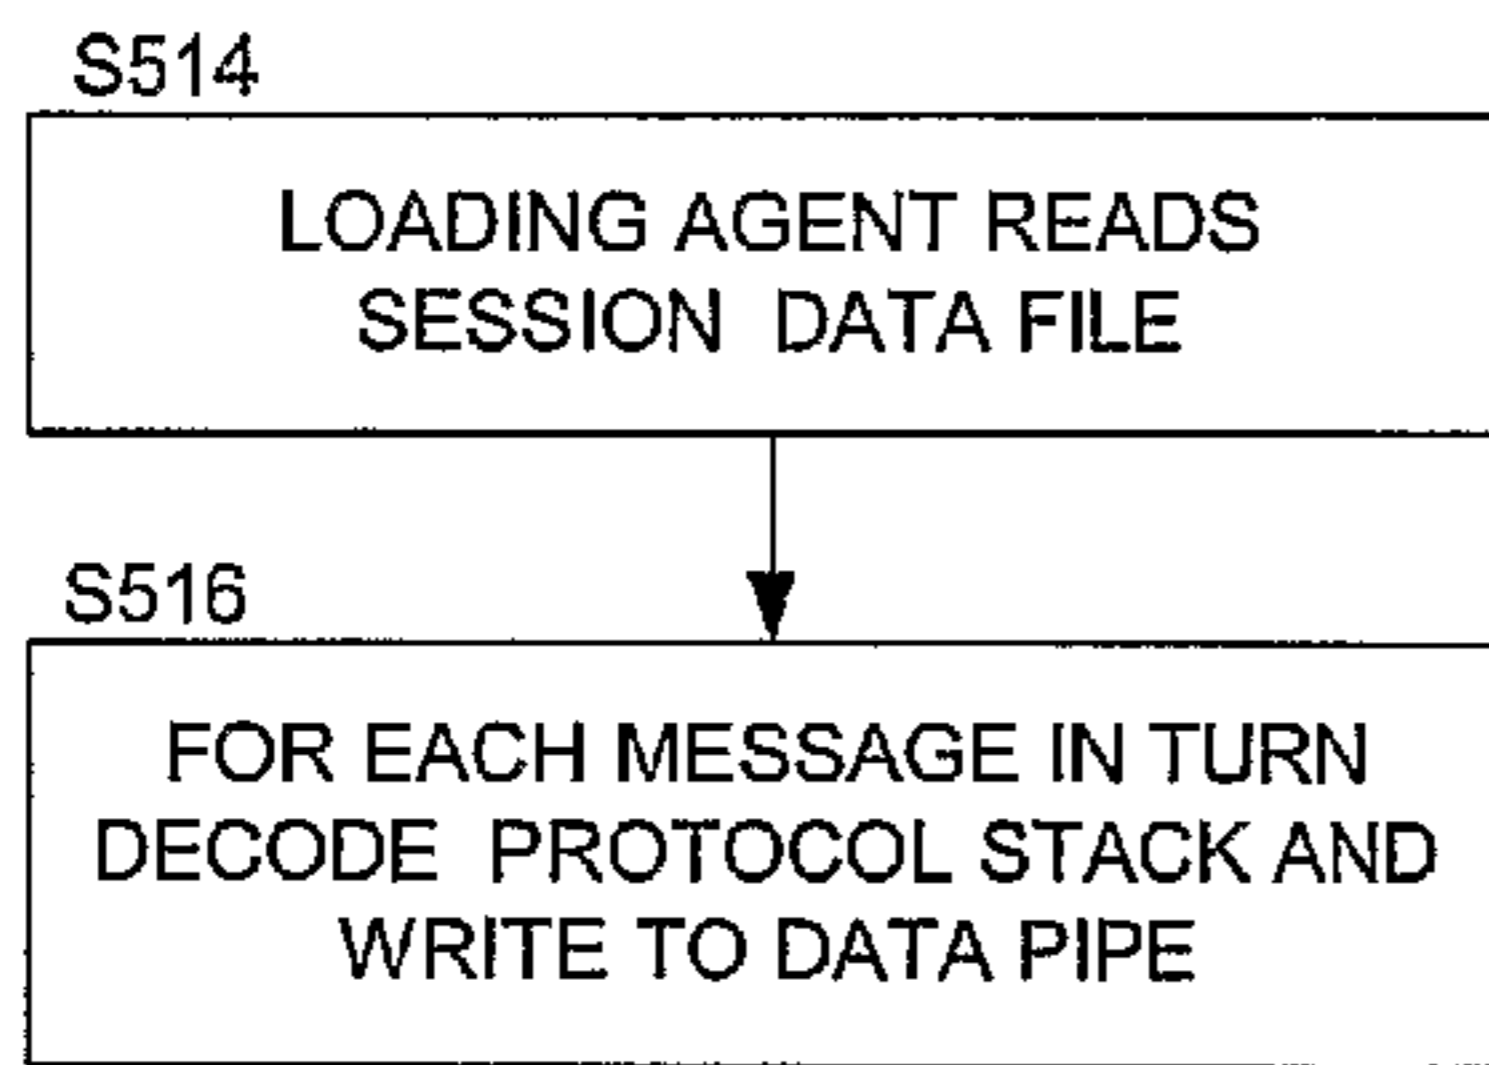 S514
LOADING AGENT READS
SESSION DATA FILE
S516
FOR EACH MESSAGE IN TURN
DECODE PROTOCOL STACK AND
WRITE TO DATA PIPE